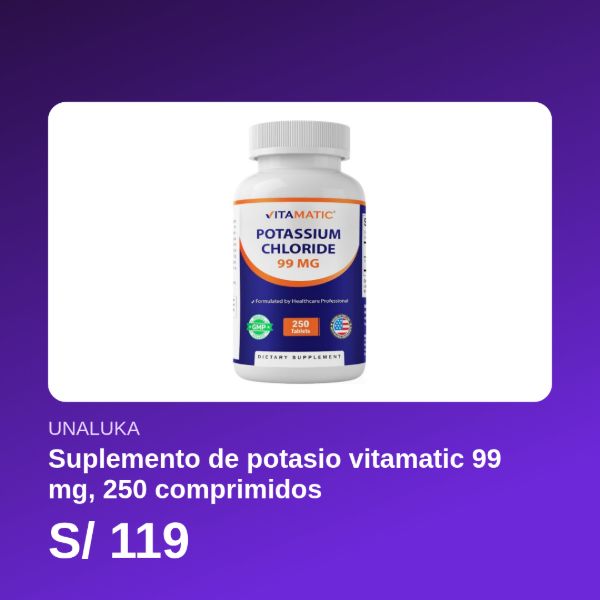 VITAMATIC
POTASSIUM
CHLORIDE
99 MG
✓Formulated by Healthcare Professional
GMP
250
Tablets
DIETARY SUPPLEMENT
UNALUKA
Suplemento de potasio vitamatic 99
mg, 250 comprimidos
S/ 119